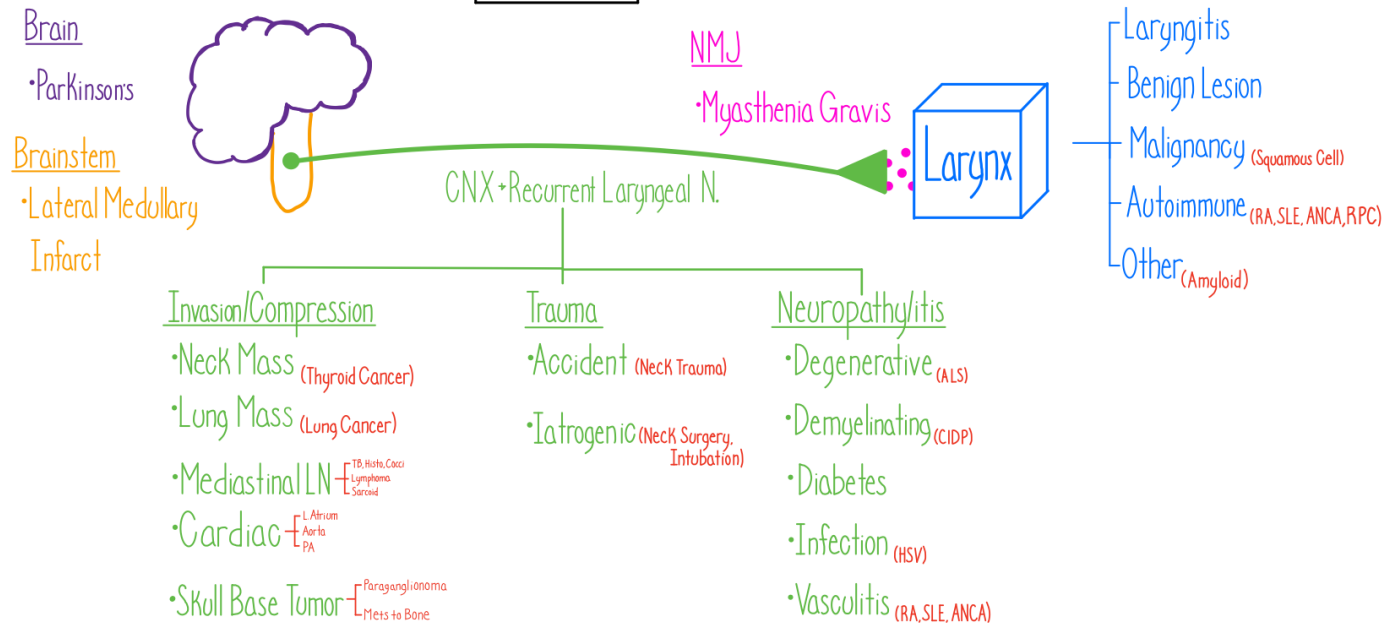 Brain
•Parkinsons
Brainstem
•Lateral Medullary
Infarct
NMJ
•Myasthenia Gravis
CNX→Recurrent Laryngeal N.
Larynx
Laryngitis
Benign Lesion
Malignancy (Squamous Cell)
Autoimmune (RA, SLE, ANCA, RPC)
Other (Amyloid)
Invasion/Compression
•Neck Mass (Thyroid Cancer)
•Lung Mass (Lung Cancer)
•Mediastinal LN
TB, Histo, Cocci
Lymphoma
Sarcoid
•Cardiac
L. Atrium
Aorta
PA
•Skull Base Tumor
Paraganglionoma
Mets to Bone
Trauma
•Accident (Neck Trauma)
•Iatrogenic (Neck Surgery,
Intubation)
Neuropathy/itis
•Degenerative (ALS)
•Demyelinating (CIDP)
•Diabetes
•Infection (HSV)
•Vasculitis (RA, SLE, ANCA)